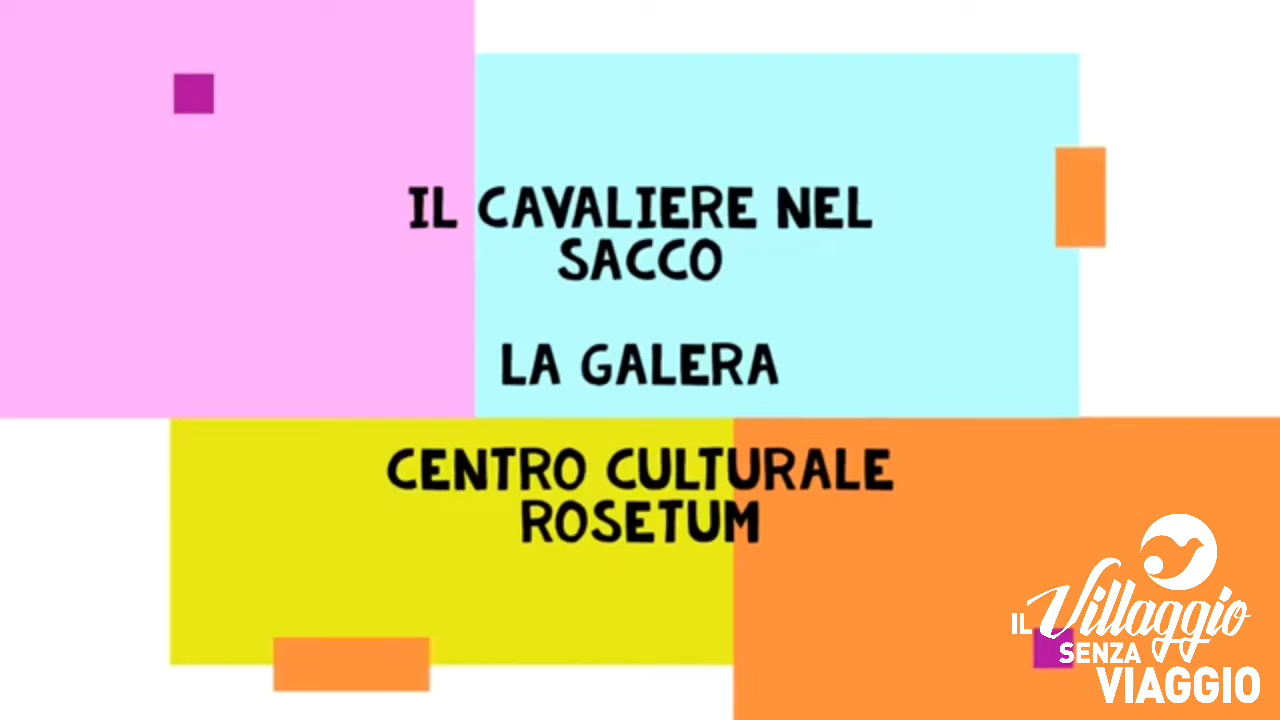 IL CAVALIERE NEL
SACCO
LA GALERA
CENTRO CULTURALE
ROSETUM
IL Villaggio
SENZA
VIAGGIO